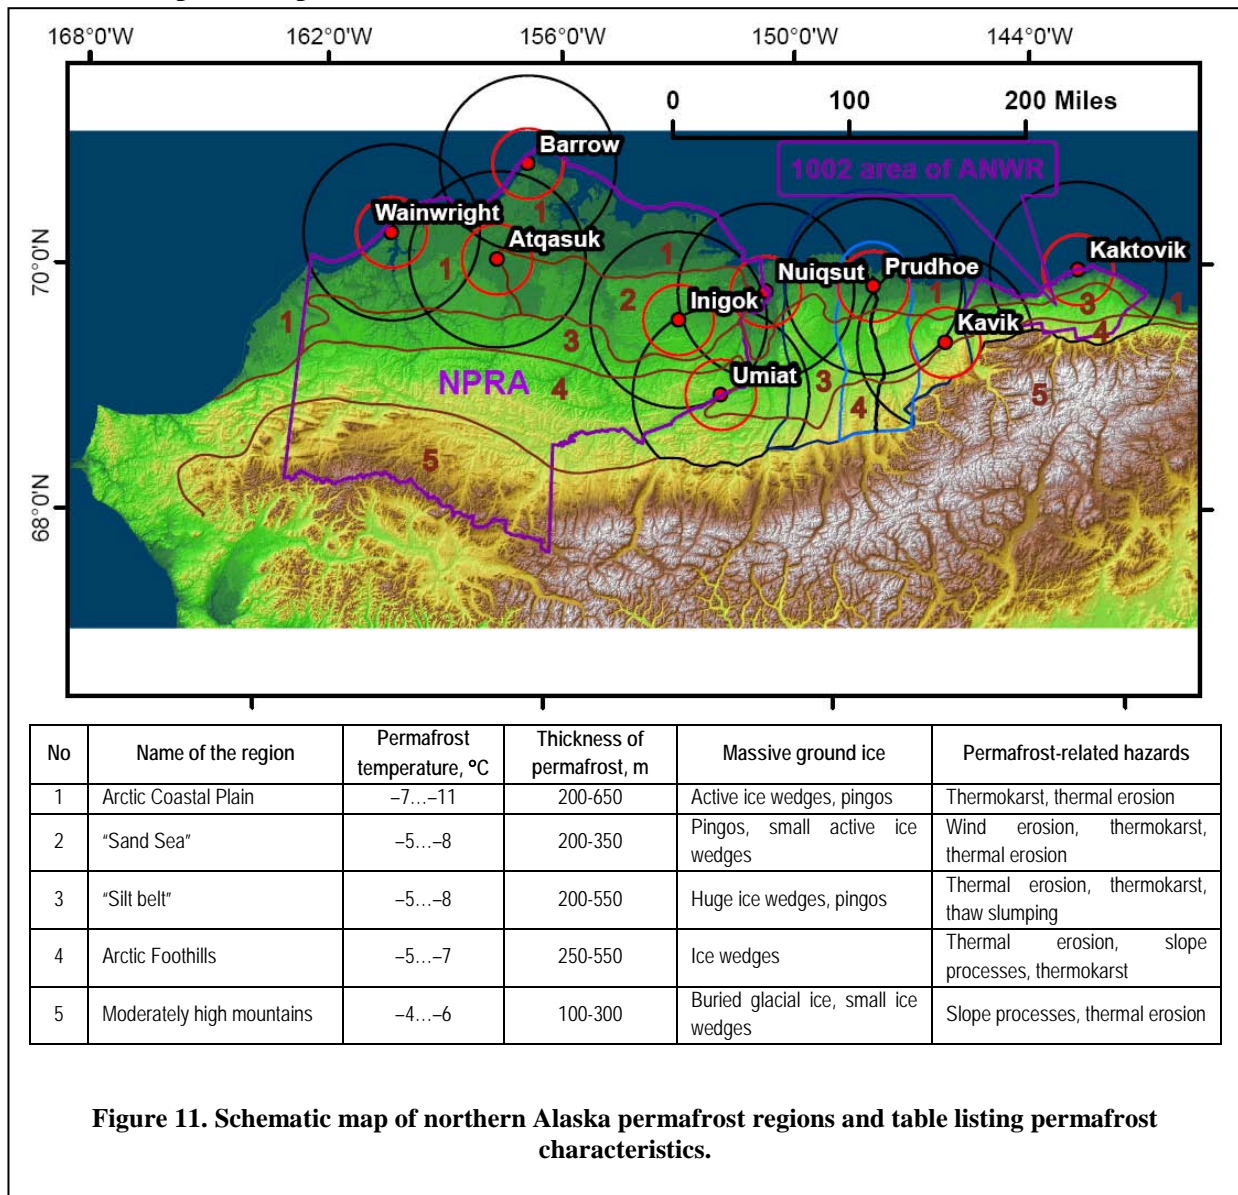 168°0'W 162°0'W 156°0'W 150°0'W 144°0'W
0 100 200 Miles
Barrow
1002 area of ANWR
Wainwright
1
Atqasuk
Kaktovik
70°N
1 1
Nuiqsut Prudhoe
2 Inigok
1 3 1
1 3 Kavik 4
NPRA 4 Umiat 3 4 5
5
68°N
No Name of the region Permafrost temperature, °C Thickness of permafrost, m Massive ground ice Permafrost-related hazards
1 Arctic Coastal Plain –7…–11 200-650 Active ice wedges, pingos Thermokarst, thermal erosion
2 “Sand Sea” –5…–8 200-350 Pingos, small active ice wedges Wind erosion, thermokarst, thermal erosion
3 “Silt belt” –5…–8 200-550 Huge ice wedges, pingos Thermal erosion, thermokarst, thaw slumping
4 Arctic Foothills –5…–7 250-550 Ice wedges Thermal erosion, slope processes, thermokarst
5 Moderately high mountains –4…–6 100-300 Buried glacial ice, small ice wedges Slope processes, thermal erosion
Figure 11. Schematic map of northern Alaska permafrost regions and table listing permafrost
characteristics.